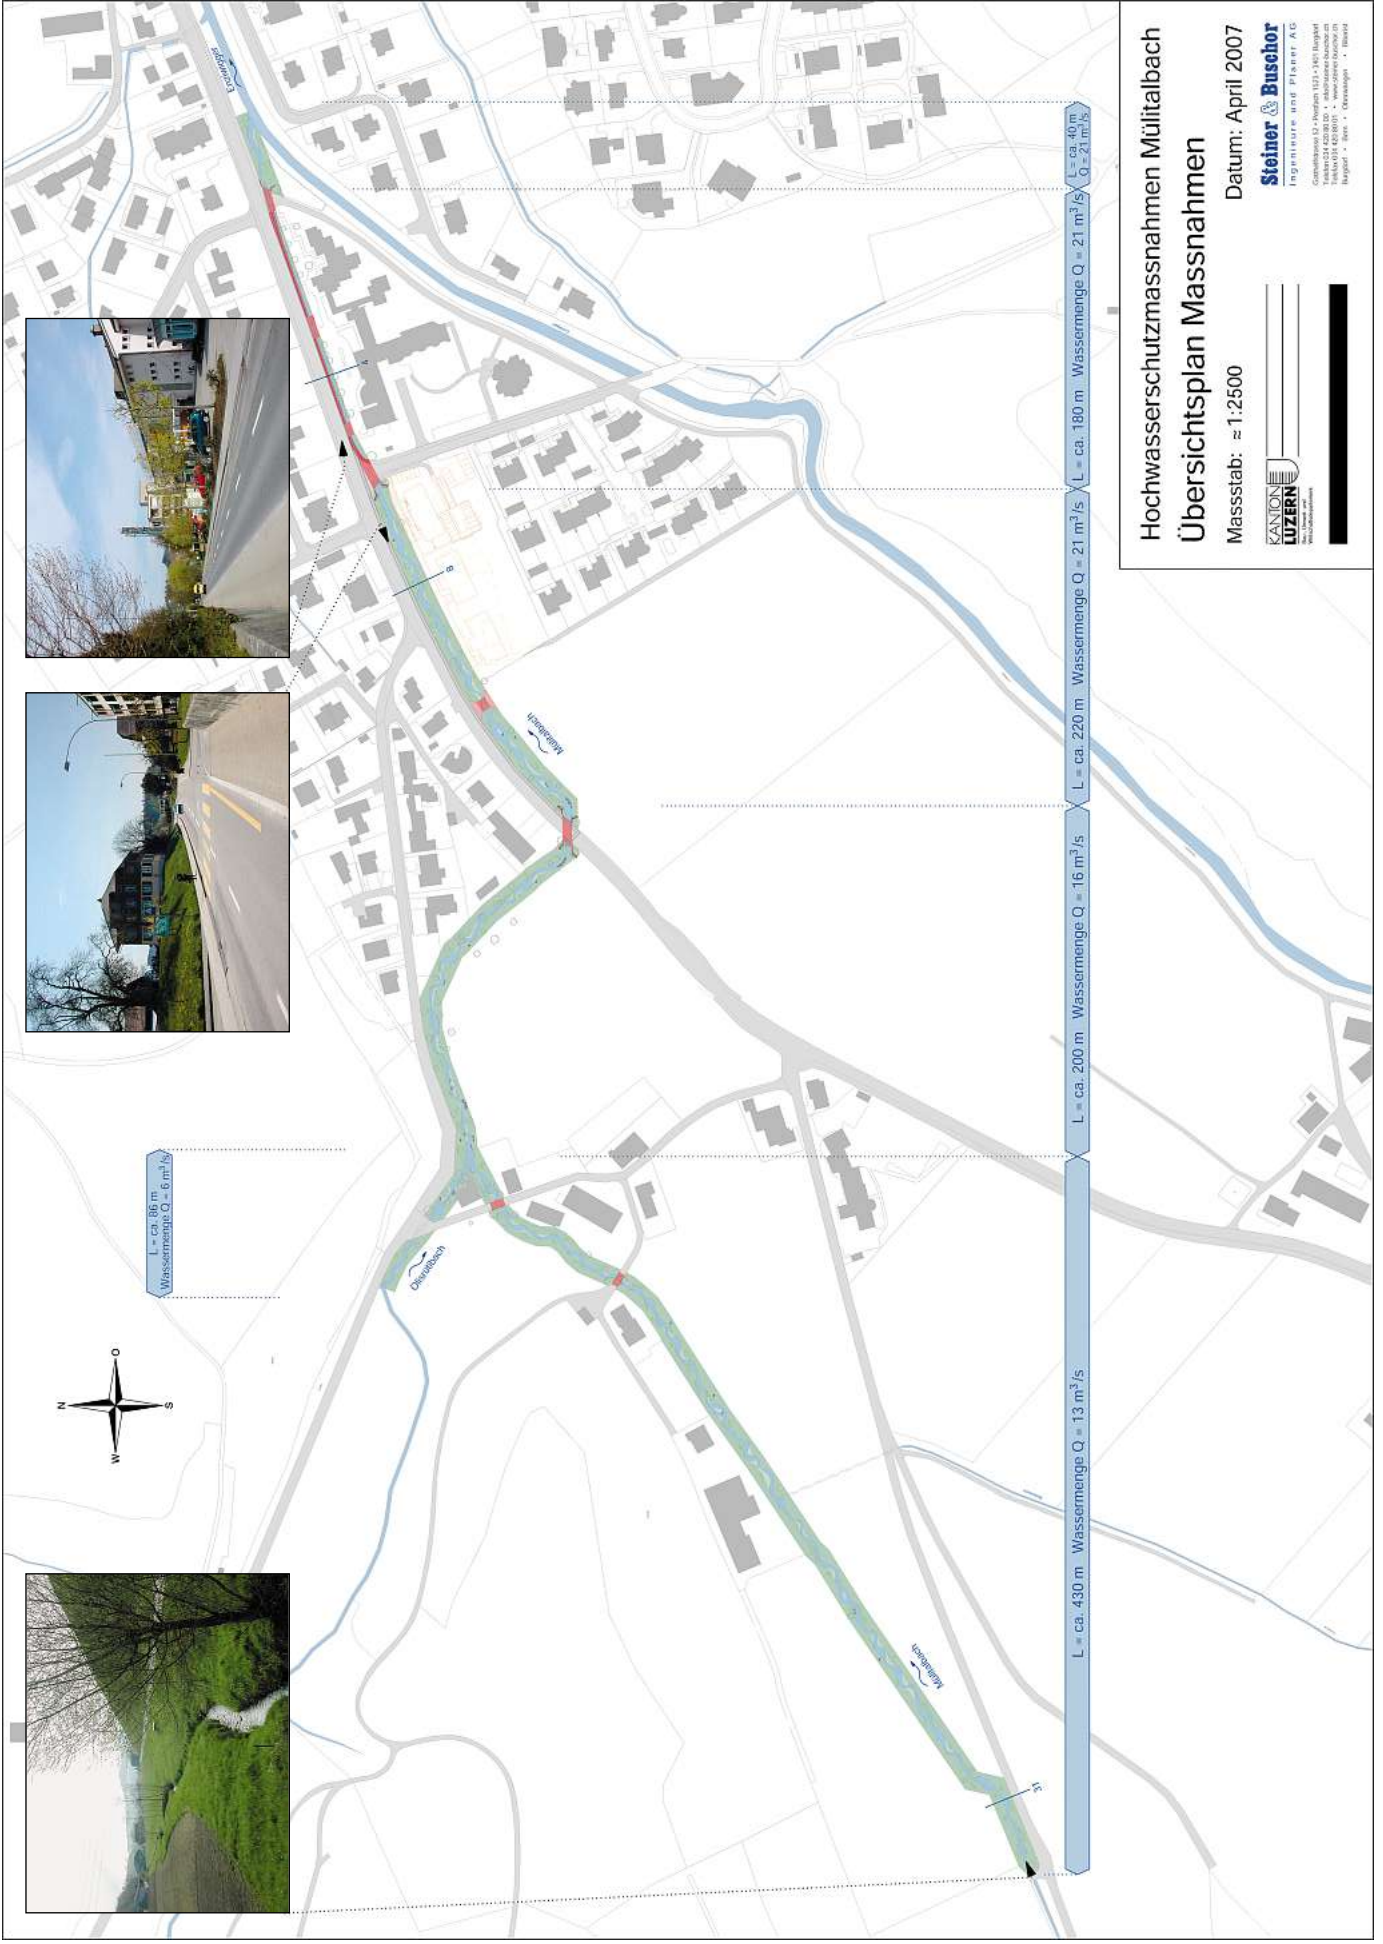 Hochwasserschutzmassnahmen Mülitalbach
Übersichtsplan Massnahmen
Massstab: ≈ 1:2500 Datum: April 2007
KANTON
LUZERN
Steiner & Buschor
Ingenieure und Planer AG
N
W
O
S
L = ca. 86 m
Wassermenge Q = 6 m³/s
Enziwigger
A
B
Mülitalbach
Mülitalbach
31
L = ca. 430 m Wassermenge Q = 13 m³/s
L = ca. 200 m Wassermenge Q = 16 m³/s
L = ca. 220 m Wassermenge Q = 21 m³/s
L = ca. 180 m Wassermenge Q = 21 m³/s
L = ca. 40 m
Q = 21 m³/s